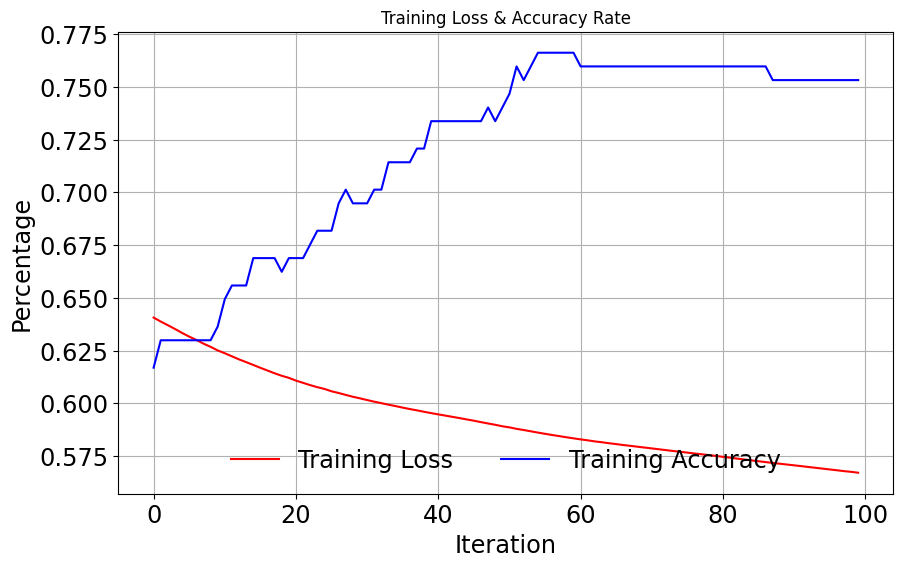 Training Loss & Accuracy Rate
0.775
0.750
0.725
0.700
0.675
0.650
0.625
0.600
0.575
Percentage
Training Loss Training Accuracy
0 20 40 60 80 100
Iteration